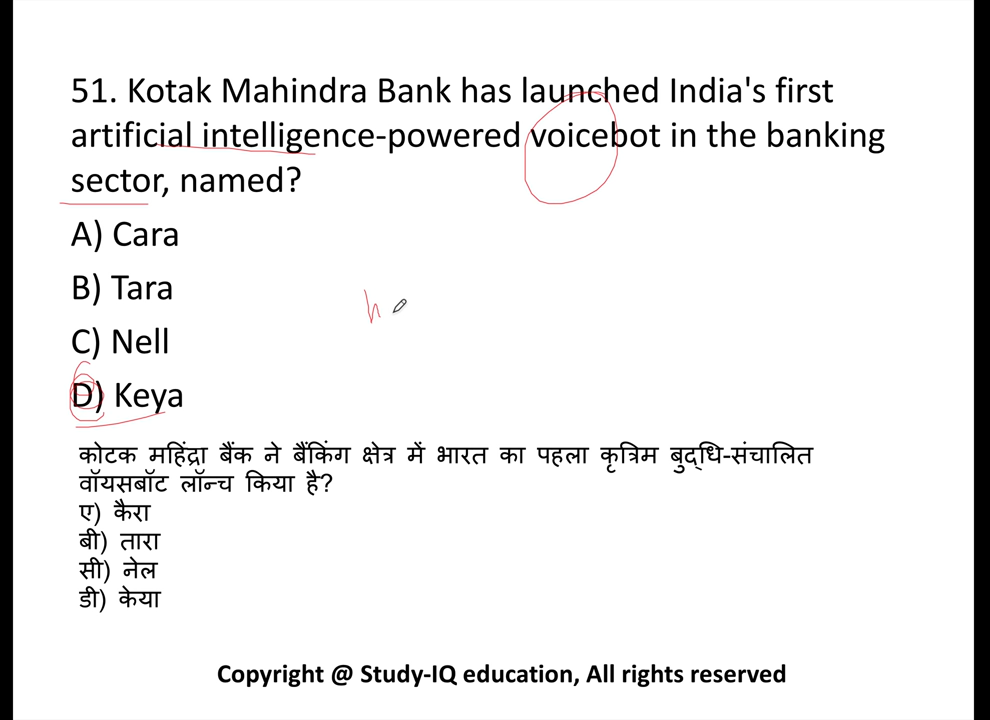 51. Kotak Mahindra Bank has launched India's first
artificial intelligence-powered voicebot in the banking
sector, named?
A) Cara
B) Tara
C) Nell
D) Keya
h
कोटक महिंद्रा बैंक ने बैंकिंग क्षेत्र में भारत का पहला कृत्रिम बुद्धि-संचालित
वॉयसबॉट लॉन्च किया है?
ए) कैरा
बी) तारा
सी) नेल
डी) केया
Copyright @ Study-IQ education, All rights reserved